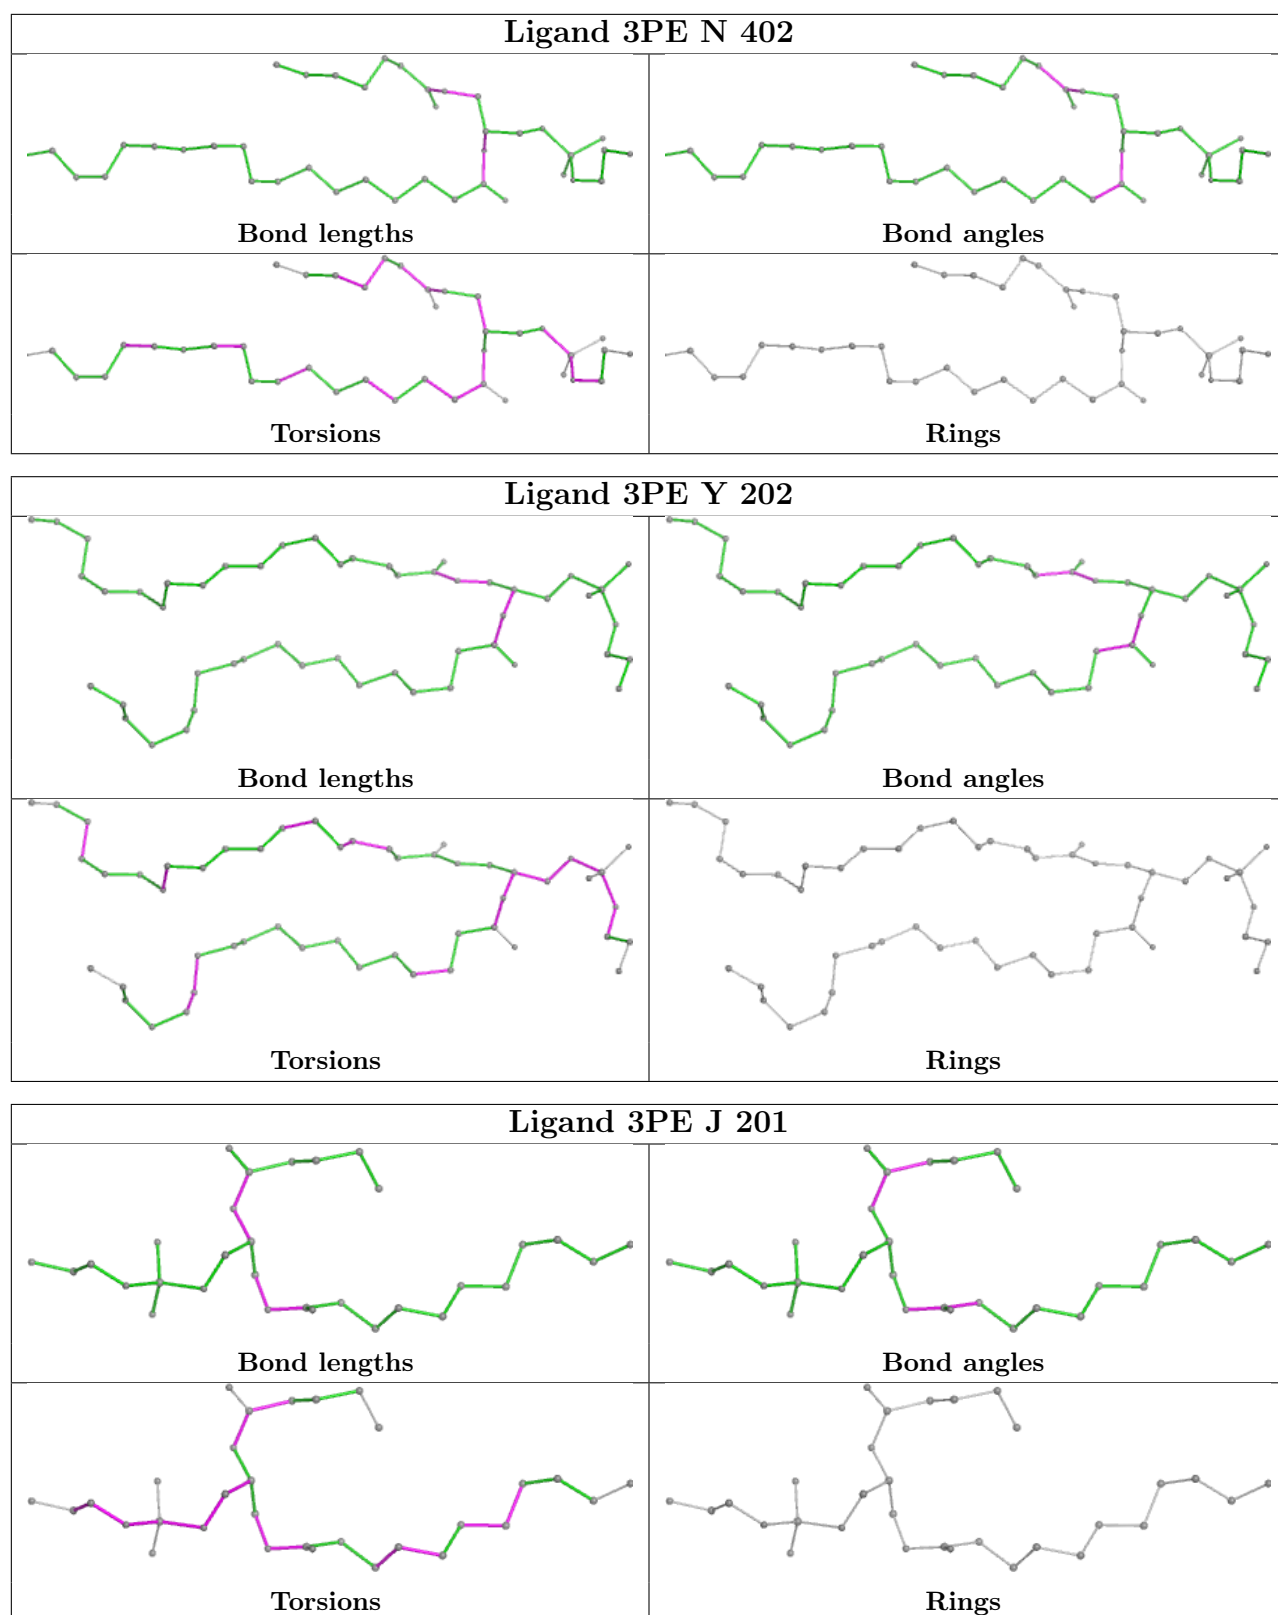 Ligand 3PE N 402
Bond lengths
Bond angles
Torsions
Rings
Ligand 3PE Y 202
Bond lengths
Bond angles
Torsions
Rings
Ligand 3PE J 201
Bond lengths
Bond angles
Torsions
Rings